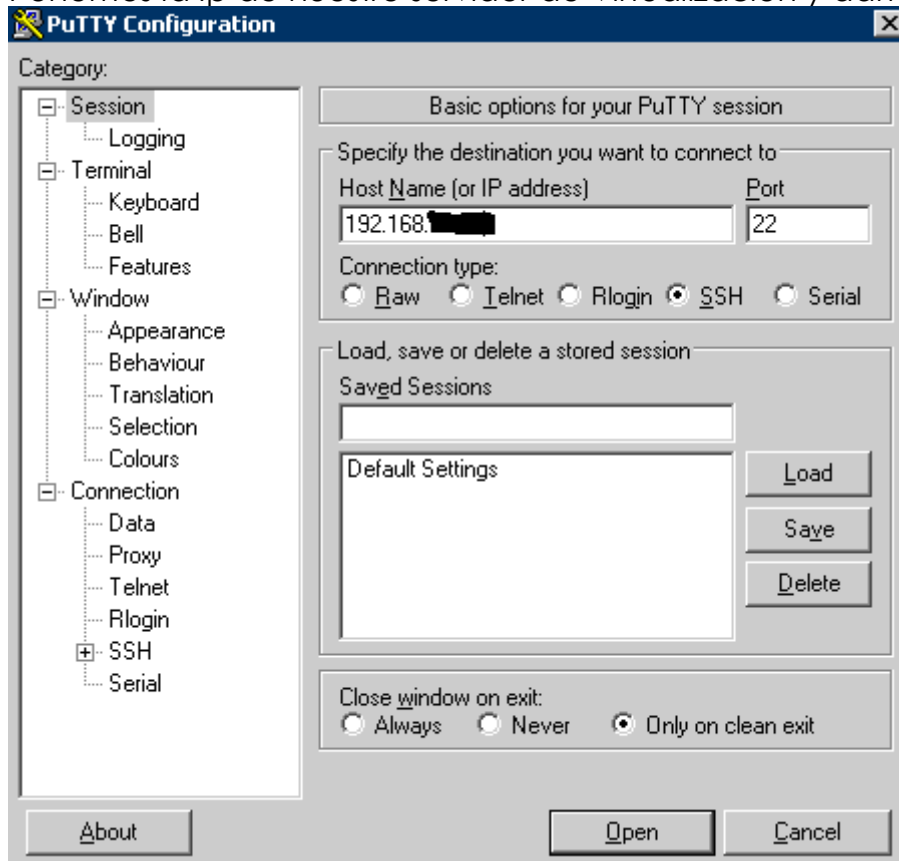 PuTTY Configuration
Category:
Session
Logging
Terminal
Keyboard
Bell
Features
Window
Appearance
Behaviour
Translation
Selection
Colours
Connection
Data
Proxy
Telnet
Rlogin
SSH
Serial
Basic options for your PuTTY session
Specify the destination you want to connect to
Host Name (or IP address) Port
192.168. 22
Connection type:
Raw Telnet Rlogin SSH Serial
Load, save or delete a stored session
Saved Sessions
Default Settings
Load
Save
Delete
Close window on exit:
Always Never Only on clean exit
About Open Cancel